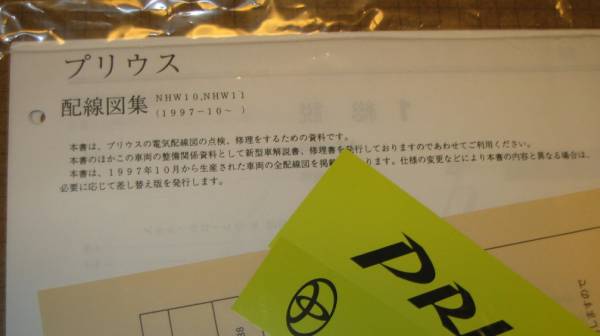 プリウス
配線図集 NHW10,NHW11
(1997-10~ )
本書は、プリウスの電気配線図の点検、修理をするための資料です。
本書のほかこの車両の整備関係資料として新型車解説書、修理書を発行しておりますのであわせてご利用ください。
本書は、1997年10月から生産された車両の全配線図を掲載 ります。仕様の変更などにより本書の内容と異なる場合は、
必要に応じて差し替え版を発行します。
PRI